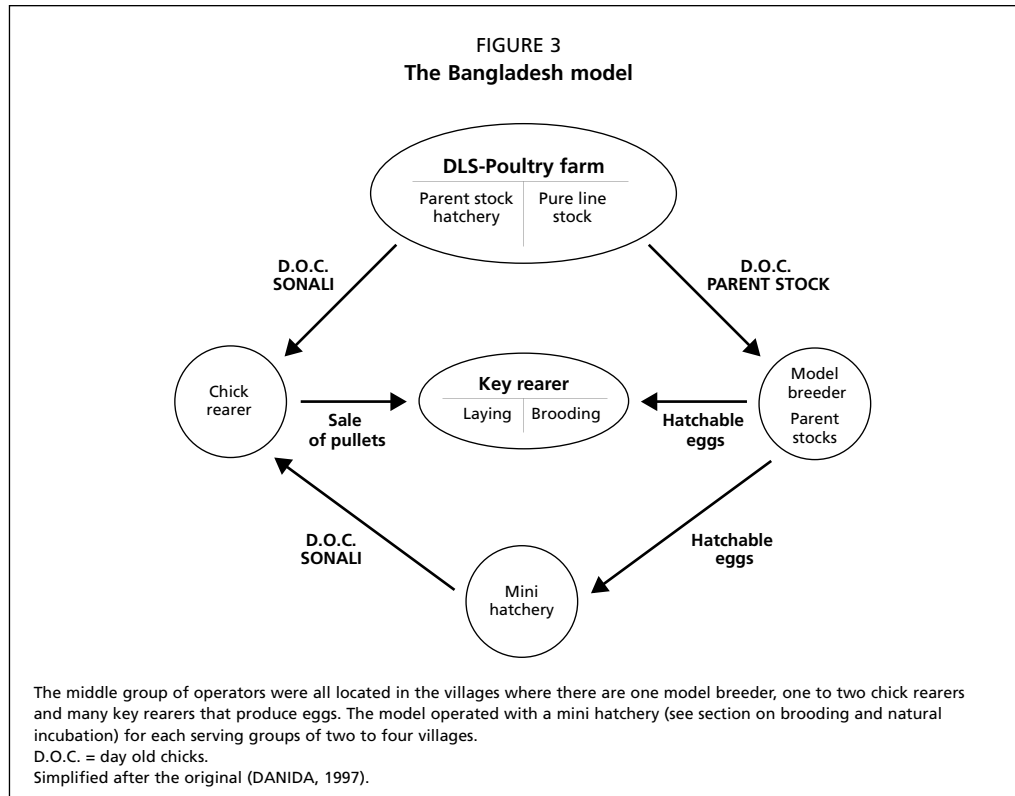 FIGURE 3
The Bangladesh model
DLS-Poultry farm
Parent stock
hatchery
Pure line
stock
D.O.C.
SONALI
D.O.C.
PARENT STOCK
Chick
rearer
Sale
of pullets
Key rearer
Laying
Brooding
Hatchable
eggs
Model
breeder
Parent
stocks
D.O.C.
SONALI
Hatchable
eggs
Mini
hatchery
The middle group of operators were all located in the villages where there are one model breeder, one to two chick rearers
and many key rearers that produce eggs. The model operated with a mini hatchery (see section on brooding and natural
incubation) for each serving groups of two to four villages.
D.O.C. = day old chicks.
Simplified after the original (DANIDA, 1997).